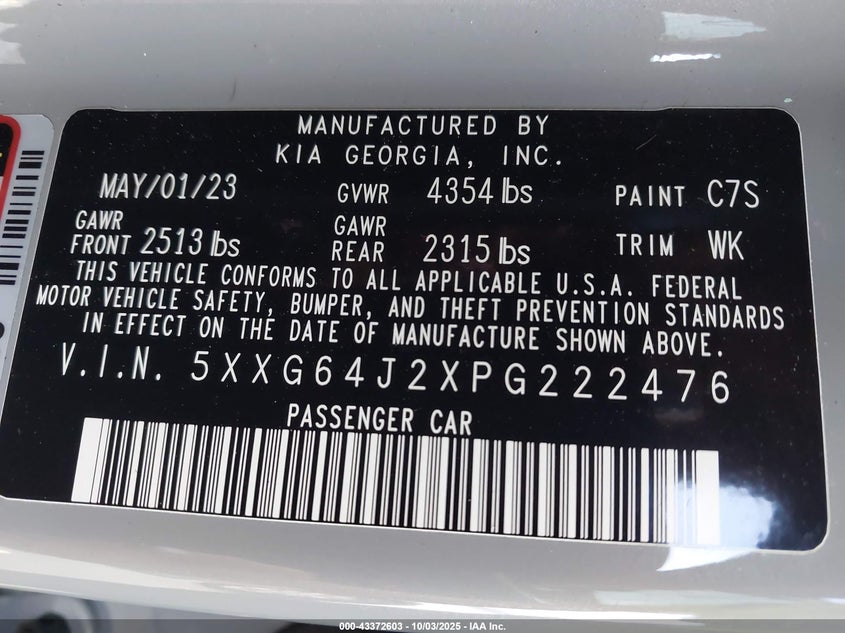 MANUFACTURED BY
KIA GEORGIA, INC.
MAY/01/23 GVWR 4354 lbs PAINT C7S
GAWR FRONT 2513 lbs GAWR REAR 2315 lbs TRIM WK
THIS VEHICLE CONFORMS TO ALL APPLICABLE U.S.A. FEDERAL
MOTOR VEHICLE SAFETY, BUMPER, AND THEFT PREVENTION STANDARDS
IN EFFECT ON THE DATE OF MANUFACTURE SHOWN ABOVE.
V.I.N. 5XXG64J2XPG222476
PASSENGER CAR
000-43372603 - 10/03/2025 - IAA Inc.